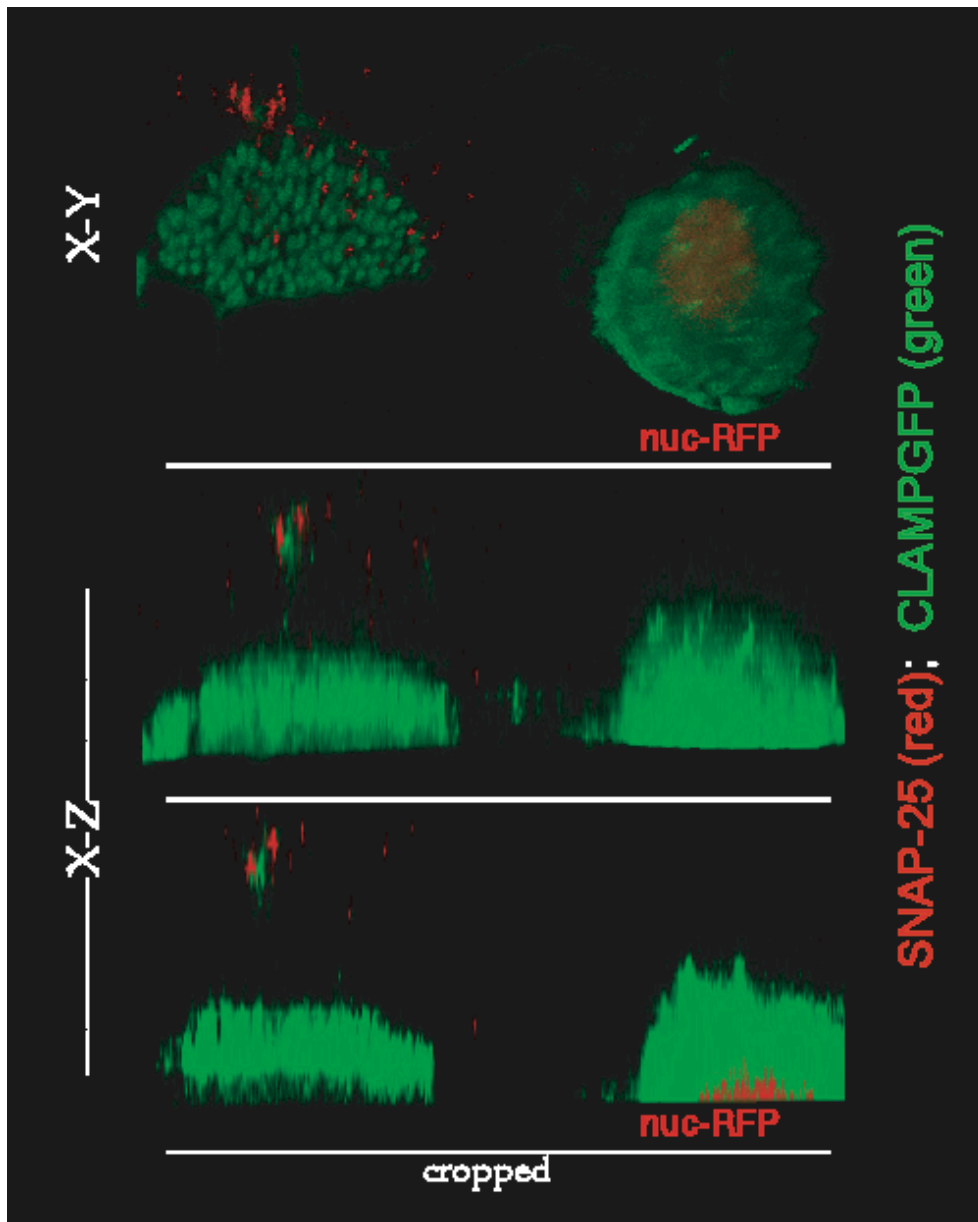 X-Y
nuc-RFP
X-Z
nuc-RFP
cropped
SNAP-25 (red); CLAMPGFP (green)